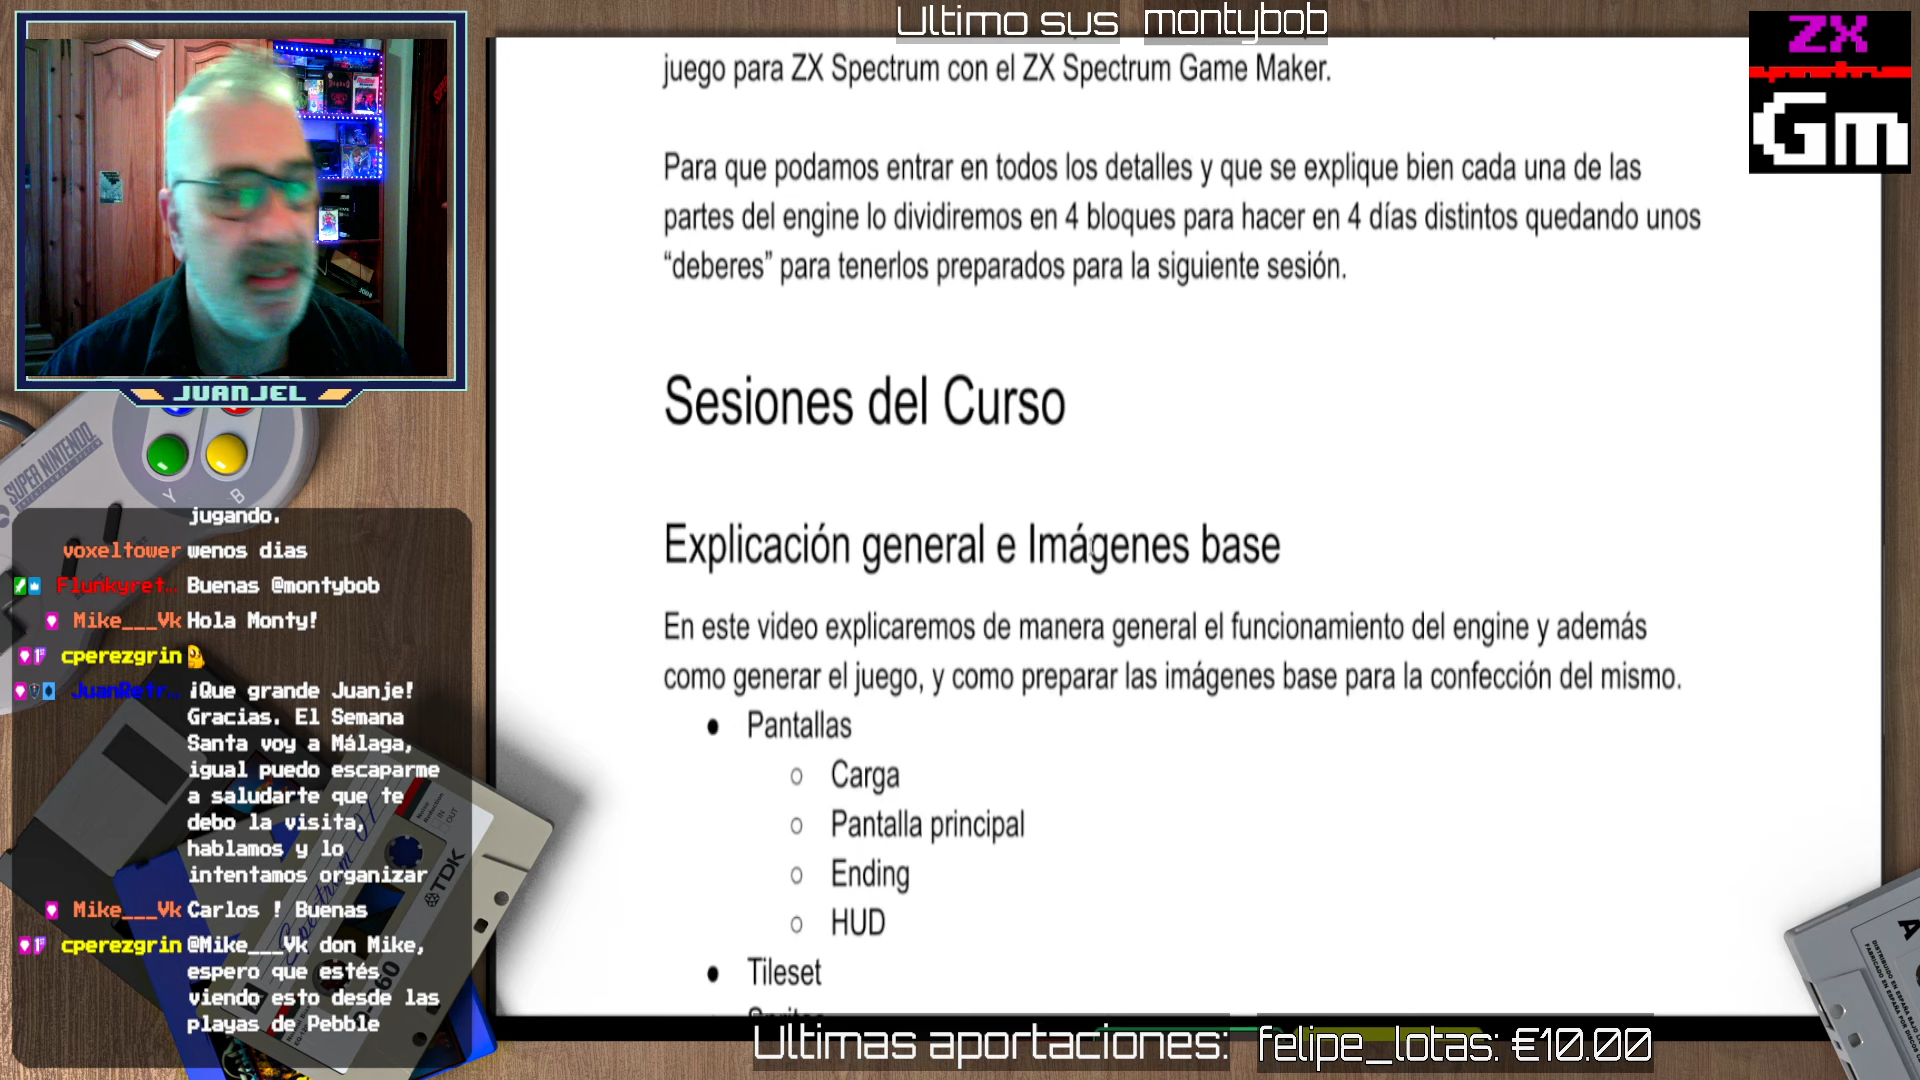 Ultimo sus montybob
ZX
Gm
juego para ZX Spectrum con el ZX Spectrum Game Maker.
Para que podamos entrar en todos los detalles y que se explique bien cada una de las
partes del engine lo dividiremos en 4 bloques para hacer en 4 días distintos quedando unos
“deberes” para tenerlos preparados para la siguiente sesión.
Sesiones del Curso
Explicación general e Imágenes base
En este video explicaremos de manera general el funcionamiento del engine y además
como generar el juego, y como preparar las imágenes base para la confección del mismo.
Pantallas
Carga
Pantalla principal
Ending
HUD
Tileset
JUANJEL
SUPER NINTENDO
Y
B
jugando.
voxeltower wenos dias
Flunkyret… Buenas @montybob
Mike___Vk Hola Monty!
cperezgrin
JuanRetr… ¡Que grande Juanje!
Gracias. El Semana
Santa voy a Málaga,
igual puedo escaparme
a saludarte que te
debo la visita,
hablamos y lo
intentamos organizar
Mike___Vk Carlos ! Buenas
cperezgrin @Mike___Vk don Mike,
espero que estés
viendo esto desde las
playas de Pebble
TDK
Ultimas aportaciones: felipe_lotas: €10.00